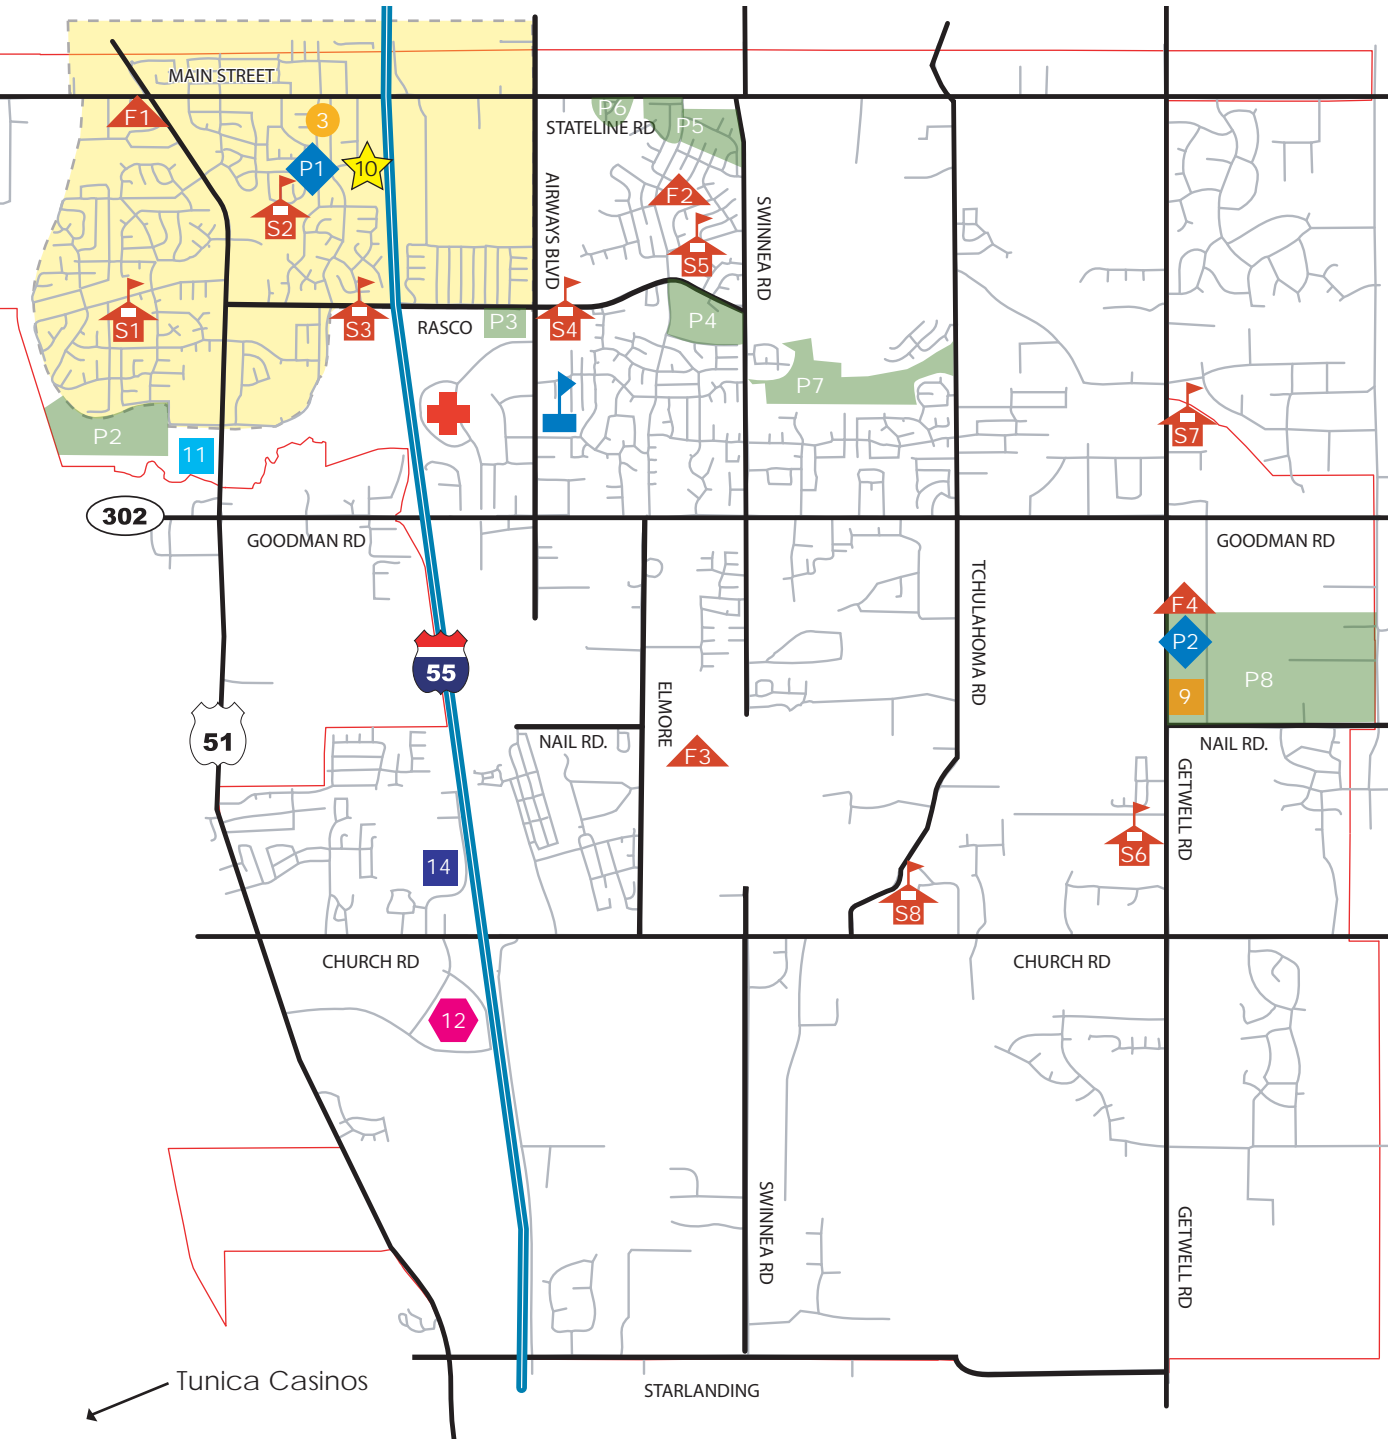 MAIN STREET
F1
3
P6
STATELINE RD
P5
P1
10
AIRWAYS BLVD
F2
SWINNEA RD
S2
S5
S1
S3
RASCO
P3
S4
P4
P7
P2
11
S7
302
GOODMAN RD
GOODMAN RD
TCHULAHOMA RD
F4
P2
55
P8
9
ELMORE
51
NAIL RD.
F3
NAIL RD.
GETWELL RD
14
S6
S8
CHURCH RD
CHURCH RD
12
SWINNEA RD
GETWELL RD
Tunica Casinos
STARLANDING